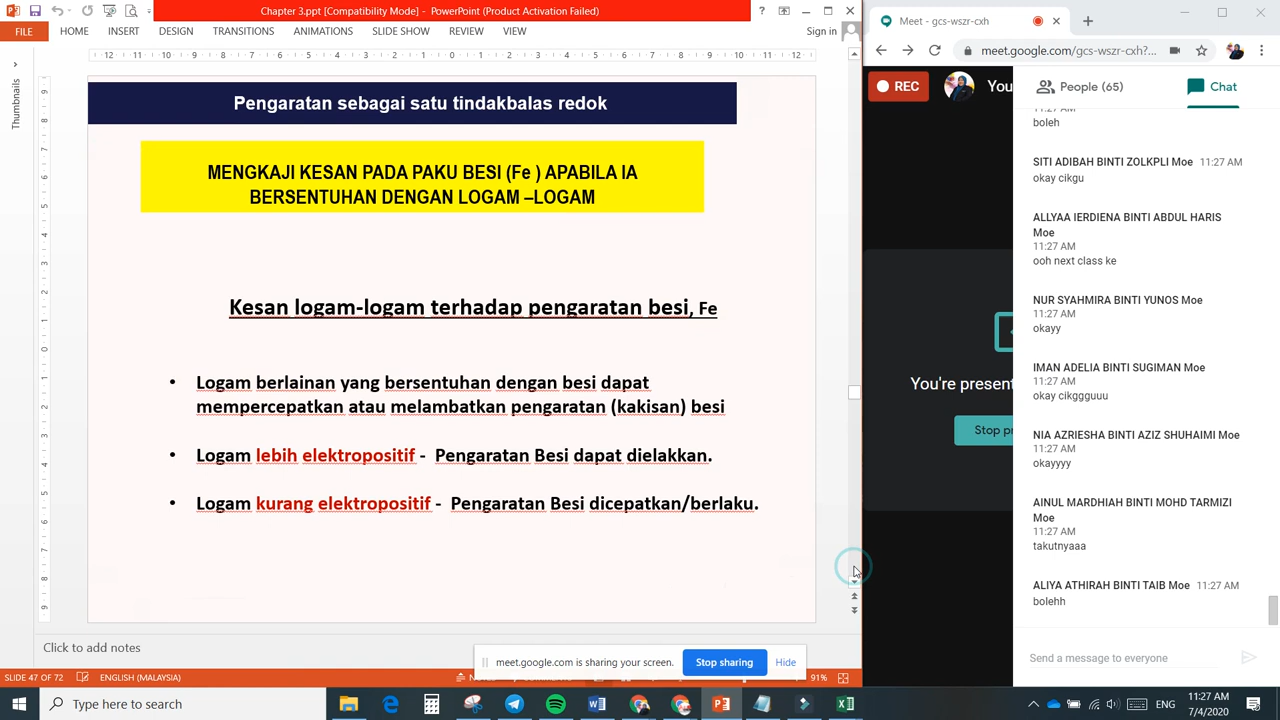 Chapter 3.ppt [Compatibility Mode] - PowerPoint (Product Activation Failed)
FILE HOME INSERT DESIGN TRANSITIONS ANIMATIONS SLIDE SHOW REVIEW VIEW Sign in
Thumbnails
Pengaratan sebagai satu tindakbalas redok
MENGKAJI KESAN PADA PAKU BESI (Fe ) APABILA IA
BERSENTUHAN DENGAN LOGAM –LOGAM
Kesan logam-logam terhadap pengaratan besi, Fe
• Logam berlainan yang bersentuhan dengan besi dapat
mempercepatkan atau melambatkan pengaratan (kakisan) besi
• Logam lebih elektropositif - Pengaratan Besi dapat dielakkan.
• Logam kurang elektropositif - Pengaratan Besi dicepatkan/berlaku.
Click to add notes
meet.google.com is sharing your screen. Stop sharing Hide
SLIDE 47 OF 72 ENGLISH (MALAYSIA) 91%
Type here to search
Meet - gcs-wszr-cxh
meet.google.com/gcs-wszr-cxh?...
REC You
People (65) Chat
11:27 AM
boleh
SITI ADIBAH BINTI ZOLKPLI Moe 11:27 AM
okay cikgu
ALLYAA IERDIENA BINTI ABDUL HARIS
Moe
11:27 AM
ooh next class ke
NUR SYAHMIRA BINTI YUNOS Moe
11:27 AM
okayy
IMAN ADELIA BINTI SUGIMAN Moe
11:27 AM
okay cikggguuu
NIA AZRIESHA BINTI AZIZ SHUHAIMI Moe
11:27 AM
okayyyy
AINUL MARDHIAH BINTI MOHD TARMIZI
Moe
11:27 AM
takutnyaaa
ALIYA ATHIRAH BINTI TAIB Moe 11:27 AM
bolehh
You're present
Stop pr
Send a message to everyone
ENG
11:27 AM
7/4/2020